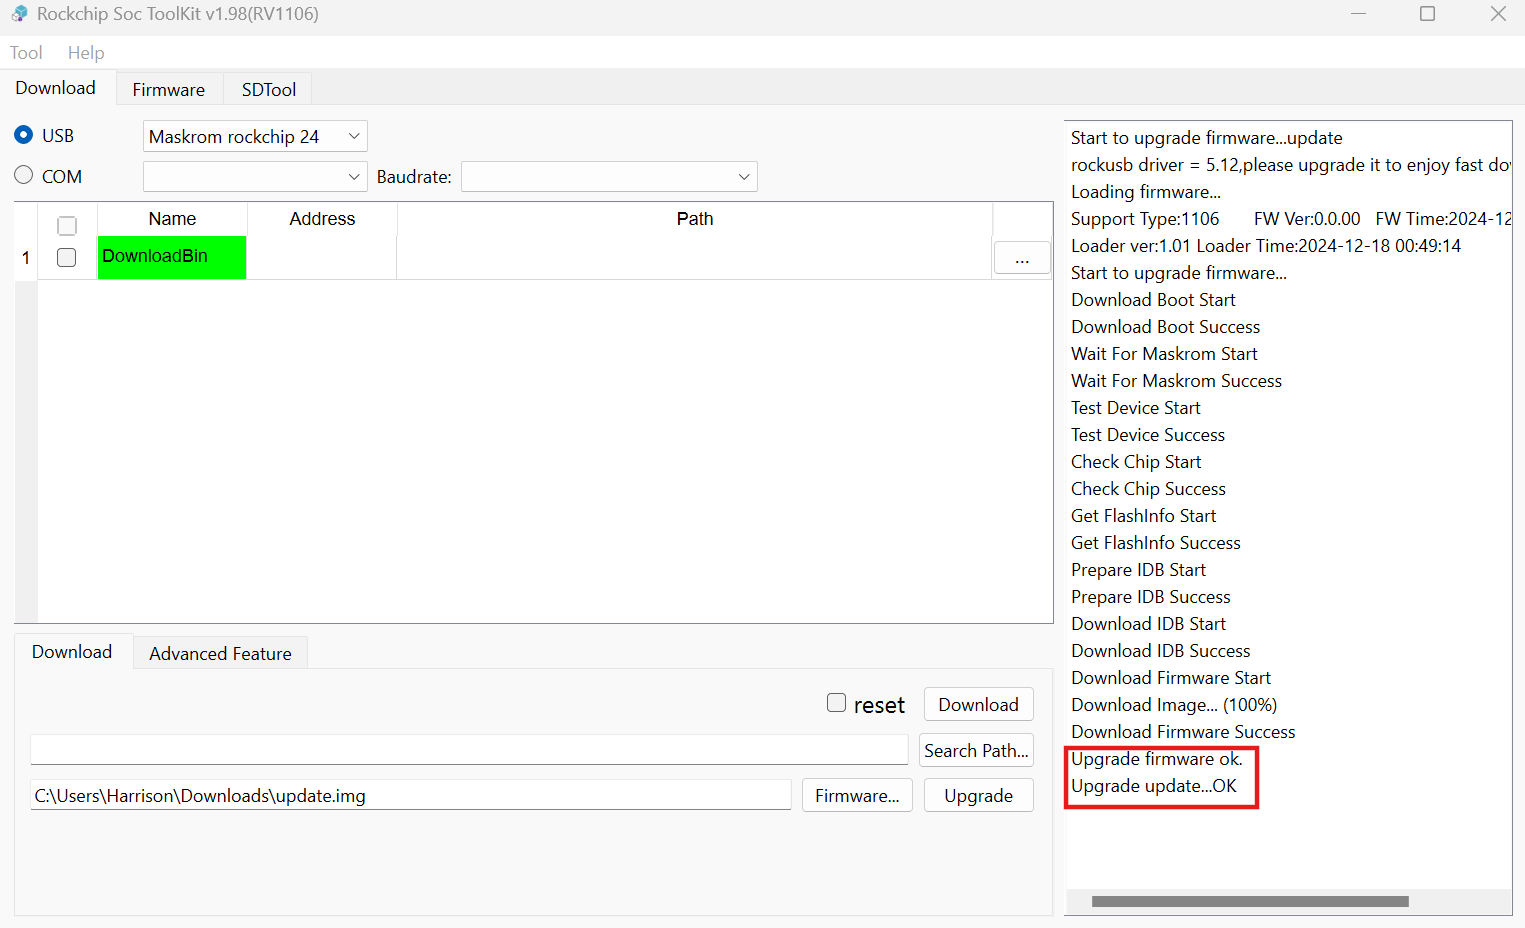 Rockchip Soc ToolKit v1.98(RV1106)
Tool Help
Download Firmware SDTool
USB Maskrom rockchip 24
COM Baudrate:
Name Address Path
1 DownloadBin ...
Download Advanced Feature
reset Download
Search Path...
C:\Users\Harrison\Downloads\update.img Firmware... Upgrade
Start to upgrade firmware...update
rockusb driver = 5.12,please upgrade it to enjoy fast
Loading firmware...
Support Type:1106 FW Ver:0.0.00 FW Time:2024-12
Loader ver:1.01 Loader Time:2024-12-18 00:49:14
Start to upgrade firmware...
Download Boot Start
Download Boot Success
Wait For Maskrom Start
Wait For Maskrom Success
Test Device Start
Test Device Success
Check Chip Start
Check Chip Success
Get FlashInfo Start
Get FlashInfo Success
Prepare IDB Start
Prepare IDB Success
Download IDB Start
Download IDB Success
Download Firmware Start
Download Image... (100%)
Download Firmware Success
Upgrade firmware ok.
Upgrade update...OK